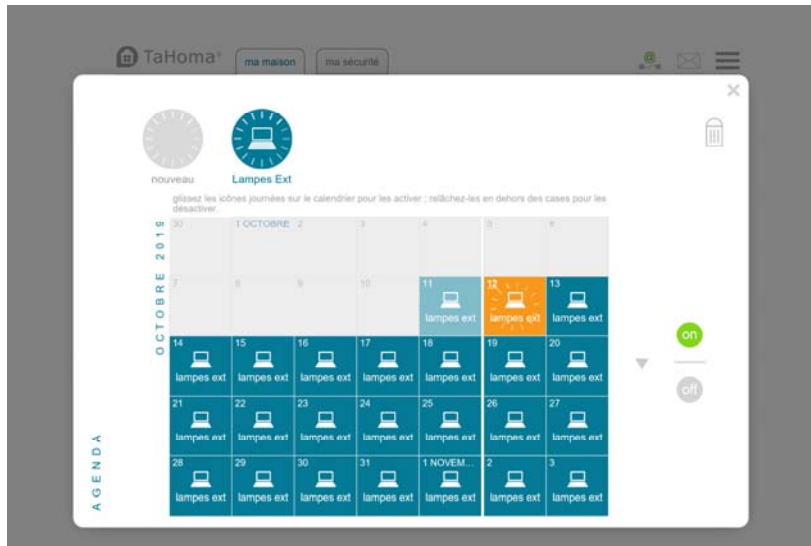 TaHoma®
ma maison
ma sécurité
nouveau
Lampes Ext
glissez les icônes journées sur le calendrier pour les activer ; relâchez-les en dehors des cases pour les
désactiver.
OCTOBRE 2019
AGENDA
30 1 OCTOBRE 2 3 4 5 6
7 8 9 10 11 12 13
lampes ext lampes ext lampes ext
14 15 16 17 18 19 20
lampes ext lampes ext lampes ext lampes ext lampes ext lampes ext lampes ext
21 22 23 24 25 26 27
lampes ext lampes ext lampes ext lampes ext lampes ext lampes ext lampes ext
28 29 30 31 1 NOVEM... 2 3
lampes ext lampes ext lampes ext lampes ext lampes ext lampes ext lampes ext
on
off